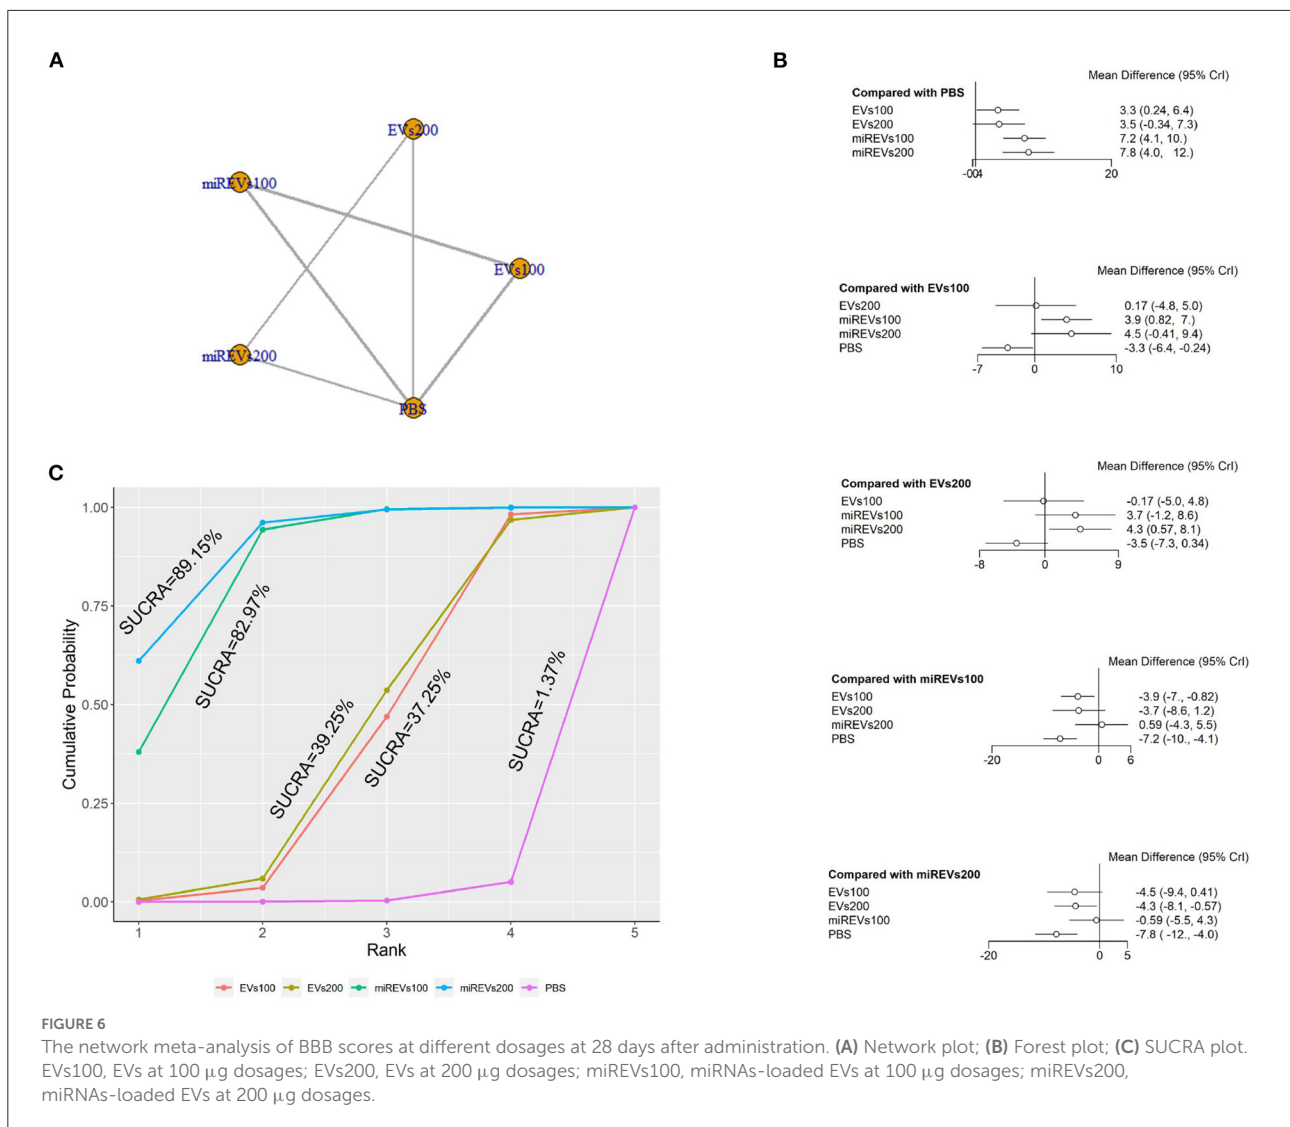 A
EVs200
miREVs100
EVs100
miREVs200
PBS
B
Mean Difference (95% CrI)
Compared with PBS
EVs100 3.3 (0.24, 6.4)
EVs200 3.5 (-0.34, 7.3)
miREVs100 7.2 (4.1, 10.)
miREVs200 7.8 (4.0, 12.)
20
Mean Difference (95% CrI)
Compared with EVs100
EVs200 0.17 (-4.8, 5.0)
miREVs100 3.9 (0.82, 7.)
miREVs200 4.5 (-0.41, 9.4)
PBS -3.3 (-6.4, -0.24)
-7 0 10
Mean Difference (95% CrI)
Compared with EVs200
EVs100 -0.17 (-5.0, 4.8)
miREVs100 3.7 (-1.2, 8.6)
miREVs200 4.3 (0.57, 8.1)
PBS -3.5 (-7.3, 0.34)
-8 0 9
Mean Difference (95% CrI)
Compared with miREVs100
EVs100 -3.9 (-7., -0.82)
EVs200 -3.7 (-8.6, 1.2)
miREVs200 0.59 (-4.3, 5.5)
PBS -7.2 (-10., -4.1)
-20 0 6
Mean Difference (95% CrI)
Compared with miREVs200
EVs100 -4.5 (-9.4, 0.41)
EVs200 -4.3 (-8.1, -0.57)
miREVs100 -0.59 (-5.5, 4.3)
PBS -7.8 ( -12., -4.0)
-20 0 5
C
Cumulative Probability
1.00
0.75
0.50
0.25
0.00
SUCRA=89.15%
SUCRA=82.97%
SUCRA=39.25%
SUCRA=37.25%
SUCRA=1.37%
1 2 3 4 5
Rank
EVs100 EVs200 miREVs100 miREVs200 PBS
FIGURE 6
The network meta-analysis of BBB scores at different dosages at 28 days after administration. (A) Network plot; (B) Forest plot; (C) SUCRA plot.
EVs100, EVs at 100 μg dosages; EVs200, EVs at 200 μg dosages; miREVs100, miRNAs-loaded EVs at 100 μg dosages; miREVs200,
miRNAs-loaded EVs at 200 μg dosages.